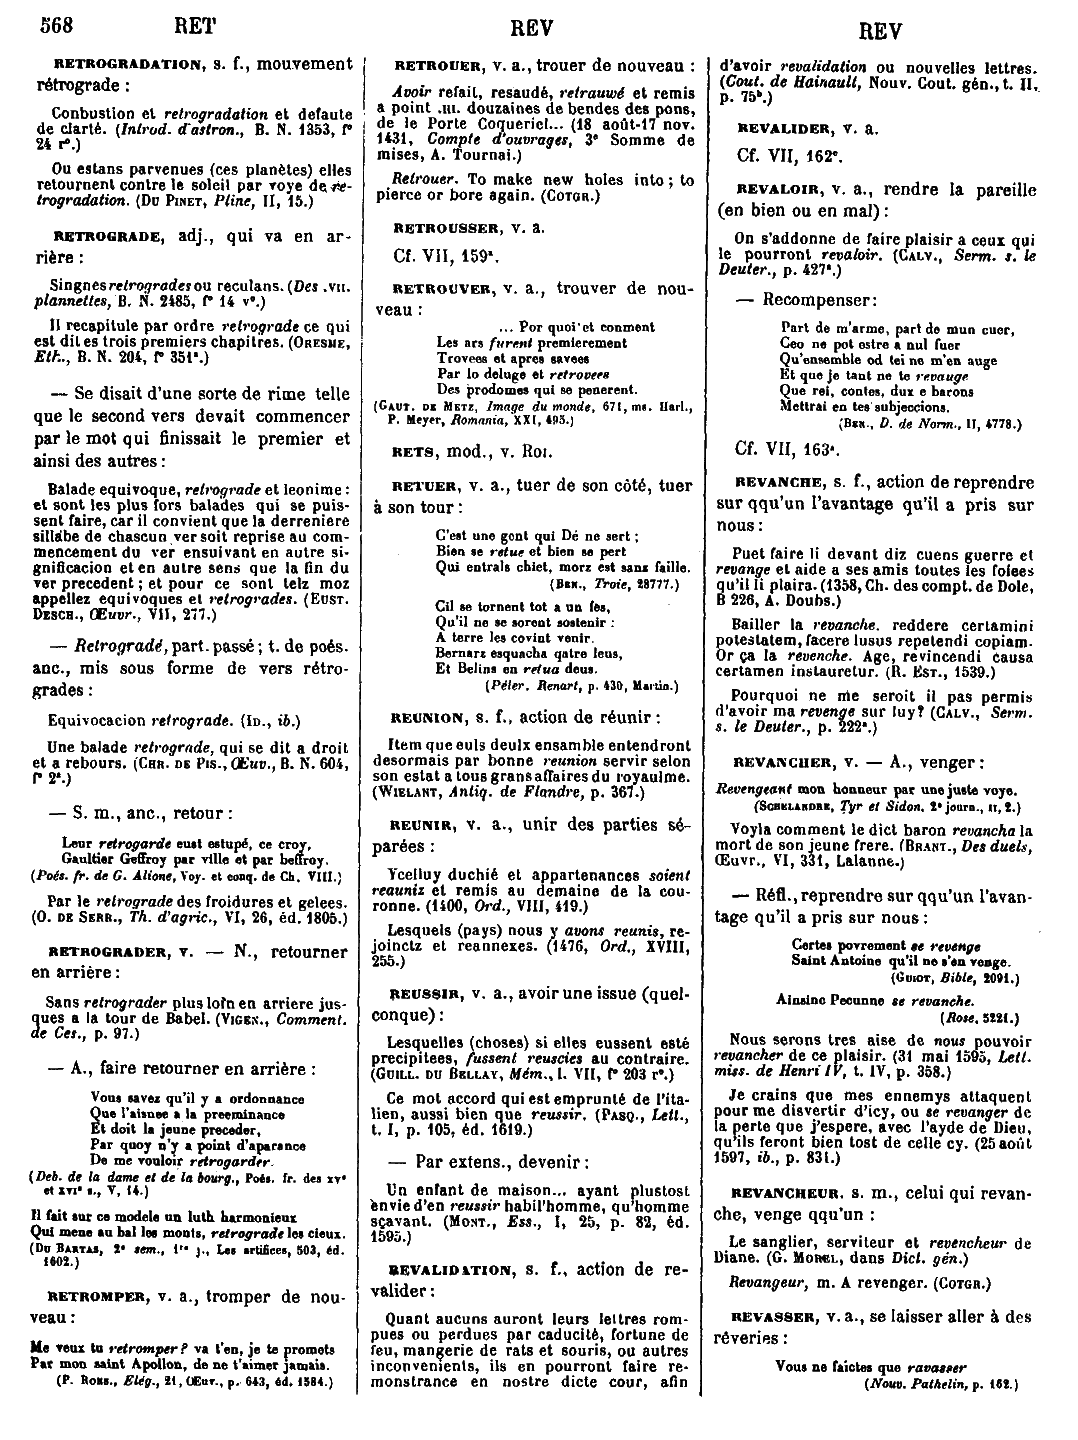 568 RET REV REV
RETROGRADATION, s. f., mouvement
rétrograde :
Conbustion et retrogradation et defaute
de clarté. (Introd. d'astron., B. N. 1353, f°
24 r°.)
Ou estans parvenues (ces planètes) elles
retournent contre le soleil par voye de re-
trogradation. (DU PINET, Pline, II, 15.)
RETROGRADE, adj., qui va en ar-
rière :
Singnes retrogrades ou reculans. (Des .VII.
plannettes, B. N. 2485, f° 14 v°.)
Il recapitule par ordre retrograde ce qui
est dit es trois premiers chapitres. (ORESME,
Eth., B. N. 204, f° 351ª.)
— Se disait d'une sorte de rime telle
que le second vers devait commencer
par le mot qui finissait le premier et
ainsi des autres :
Balade equivoque, retrograde et leonime :
et sont les plus fors balades qui se puis-
sent faire, car il convient que la derreniere
sillabe de chascun ver soit reprise au com-
mencement du ver ensuivant en autre si-
gnificacion et en autre sens que la fin du
ver precedent ; et pour ce sont telz moz
appellez equivoques et retrogrades. (EUST.
DESCH., Œuvr., VII, 277.)
— Retrogradé, part. passé ; t. de poés.
anc., mis sous forme de vers rétro-
grades :
Equivocacion retrograde. (ID., ib.)
Une balade retrograde, qui se dit a droit
et a rebours. (CHR. DE PIS., Œuv., B. N. 604,
f° 2ª.)
— S. m., anc., retour :
Leur retrogarde eust estupé, ce croy,
Gaultier Geffroy par ville et par beffroy.
(Poés. fr. de G. Alione, Voy. et conq. de Ch. VIII.)
Par le retrograde des froidures et gelees.
(O. DE SERR., Th. d'agric., VI, 26, éd. 1805.)
RETROGRADER, v. — N., retourner
en arrière :
Sans retrograder plus loin en arriere jus-
ques a la tour de Babel. (VIGEN., Comment.
de Ces., p. 97.)
— A., faire retourner en arrière :
Vous savez qu'il y a ordonnance
Que l'aisnee a la preeminance
Et doit la jeune preceder,
Par quoy n'y a point d'aparance
De me vouloir retrogarder.
(Deb. de la dame et de la bourg., Poés. fr. des XVᵉ
et XVIᵉ s., V, 14.)
Il fait sur ce modele un luth harmonieux
Qui mene au bal les monts, retrograde les cieux.
(DU BARTAS, 2ᵉ sem., 1ʳᵉ j., Les artifices, 503, éd.
1602.)
RETROMPER, v. a., tromper de nou-
veau :
Me veux tu retromper ? va t'en, je te promets
Par mon saint Apollon, de ne t'aimer jamais.
(P. RONS., Eleg., 21, Œuvr., p. 643, éd. 1584.)
RETROUER, v. a., trouer de nouveau :
Avoir refait, resaudé, retrauwé et remis
a point .III. douzaines de bendes des pons,
de le Porte Coqueriel... (18 août-17 nov.
1431, Compte d'ouvrages, 3ᵉ Somme de
mises, A. Tournai.)
Retrouer. To make new holes into ; to
pierce or bore again. (COTGR.)
RETROUSSER, v. a.
Cf. VII, 159ª.
RETROUVER, v. a., trouver de nou-
veau :
... Por quoi et conment
Les ars furent premierement
Trovees et apres savees
Par lo deluge et retrovees
Des prodomes qui se penerent.
(GAUT. DE METZ, Image du monde, 671, ms. Harl.,
P. Meyer, Romania, XXI, 495.)
RETS, mod., v. ROI.
RETUER, v. a., tuer de son côté, tuer
à son tour :
C'est une gent qui Dé ne sert ;
Bien se retue et bien se pert
Qui entrals chiet, morz est sans faille.
(BEN., Troie, 28777.)
Cil se tornent tot a un fes,
Qu'il ne se sorent sostenir :
A terre les covint venir.
Bernarz esquacha qatre leus,
Et Belins en retua deus.
(Péler. Renart, p. 430, Martin.)
REUNION, s. f., action de réunir :
Item que euls deulx ensamble entendront
desormais par bonne reunion servir selon
son estat a tous grans affaires du royaulme.
(WIELANT, Antiq. de Flandre, p. 367.)
REUNIR, v. a., unir des parties sé-
parées :
Ycelluy duchié et appartenances soient
reauniz et remis au demaine de la cou-
ronne. (1400, Ord., VIII, 419.)
Lesquels (pays) nous y avons reunis, re-
joinctz et reannexes. (1476, Ord., XVIII,
255.)
REUSSIR, v. a., avoir une issue (quel-
conque) :
Lesquelles (choses) si elles eussent esté
precipitees, fussent reuscies au contraire.
(GUILL. DU BELLAY, Mém., l. VII, f° 203 r°.)
Ce mot accord qui est emprunté de l'ita-
lien, aussi bien que reussir. (PASQ., Lett.,
t. I, p. 105, éd. 1619.)
— Par extens., devenir :
Un enfant de maison... ayant plustost
envie d'en reussir habil'homme, qu'homme
sçavant. (MONT., Ess., I, 25, p. 82, éd.
1595.)
REVALIDATION, s. f., action de re-
valider :
Quant aucuns auront leurs lettres rom-
pues ou perdues par caducité, fortune de
feu, mangerie de rats et souris, ou autres
inconvenients, ils en pourront faire re-
monstrance en nostre dicte cour, afin
d'avoir revalidation ou nouvelles lettres.
(Cout. de Hainault, Nouv. Cout. gén., t. II,
p. 75ᵇ.)
REVALIDER, v. a.
Cf. VII, 162ᶜ.
REVALOIR, v. a., rendre la pareille
(en bien ou en mal) :
On s'addonne de faire plaisir a ceux qui
le pourront revaloir. (CALV., Serm. s. le
Deuter., p. 427ª.)
— Recompenser :
Part de m'arme, part de mun cuer,
Ceo ne pot estre a nul fuer
Qu'ensemble od tei ne m'en auge
Et que je tant ne te revauge
Que rei, contes, dux e barons
Mettrai en tes subjeccions.
(BEN., D. de Norm., II, 4778.)
Cf. VII, 163ª.
REVANCHE, s. f., action de reprendre
sur qqu'un l'avantage qu'il a pris sur
nous :
Puet faire li devant diz cuens guerre et
revange et aide a ses amis toutes les foiees
qu'il li plaira. (1358, Ch. des compt. de Dole,
B 226, A. Doubs.)
Bailler la revanche. reddere certamini
potestatem, facere lusus repetendi copiam.
Or ça la revenche. Age, revincendi causa
certamen instauretur. (R. EST., 1539.)
Pourquoi ne me seroit il pas permis
d'avoir ma revenge sur luy? (CALV., Serm.
s. le Deuter., p. 222ª.)
REVANCHER, v. — A., venger :
Revengeant mon honneur par une juste voye.
(SCHELANDRE, Tyr et Sidon, 2ᵉ journ., II, 2.)
Voyla comment le dict baron revancha la
mort de son jeune frere. (BRANT., Des duels,
Œuvr., VI, 331, Lalanne.)
— Réfl., reprendre sur qqu'un l'avan-
tage qu'il a pris sur nous :
Certes povrement se revenge
Saint Antoine qu'il ne s'en venge.
(GUIOT, Bible, 2091.)
Ainsinc Pecunne se revanche.
(Rose, 5221.)
Nous serons tres aise de nous pouvoir
revancher de ce plaisir. (31 mai 1595, Lett.
miss. de Henri IV, t. IV, p. 358.)
Je crains que mes ennemys attaquent
pour me disvertir d'icy, ou se revanger de
la perte que j'espere, avec l'ayde de Dieu,
qu'ils feront bien tost de celle cy. (25 août
1597, ib., p. 831.)
REVANCHEUR. s. m., celui qui revan-
che, venge qqu'un :
Le sanglier, serviteur et revencheur de
Diane. (G. MOREL, dans Dict. gén.)
Revangeur, m. A revenger. (COTGR.)
REVASSER, v. a., se laisser aller à des
rêveries :
Vous ne faictes que ravasser
(Nouv. Pathelin, p. 162.)